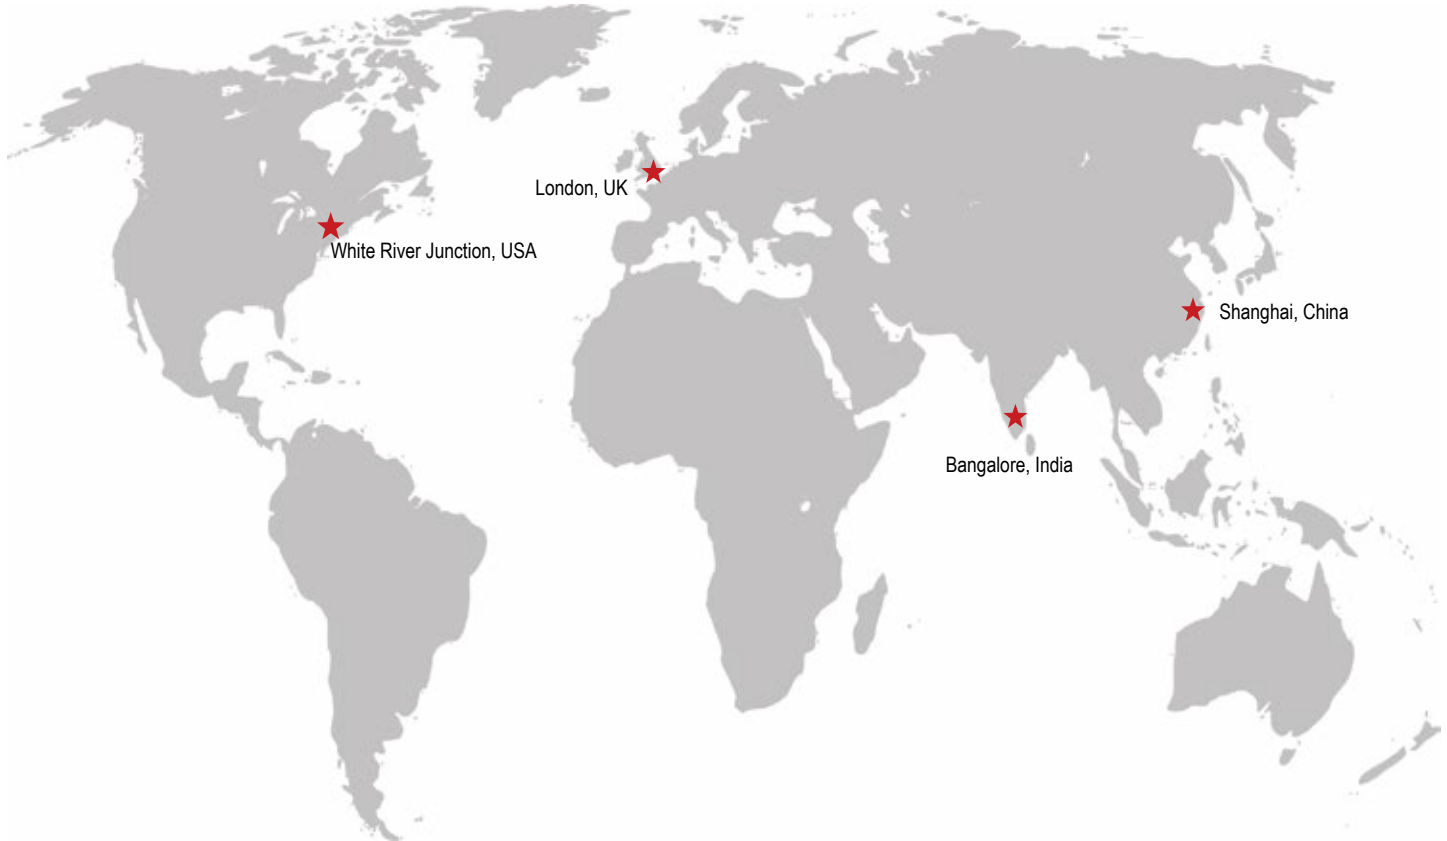 London, UK
White River Junction, USA
Shanghai, China
Bangalore, India